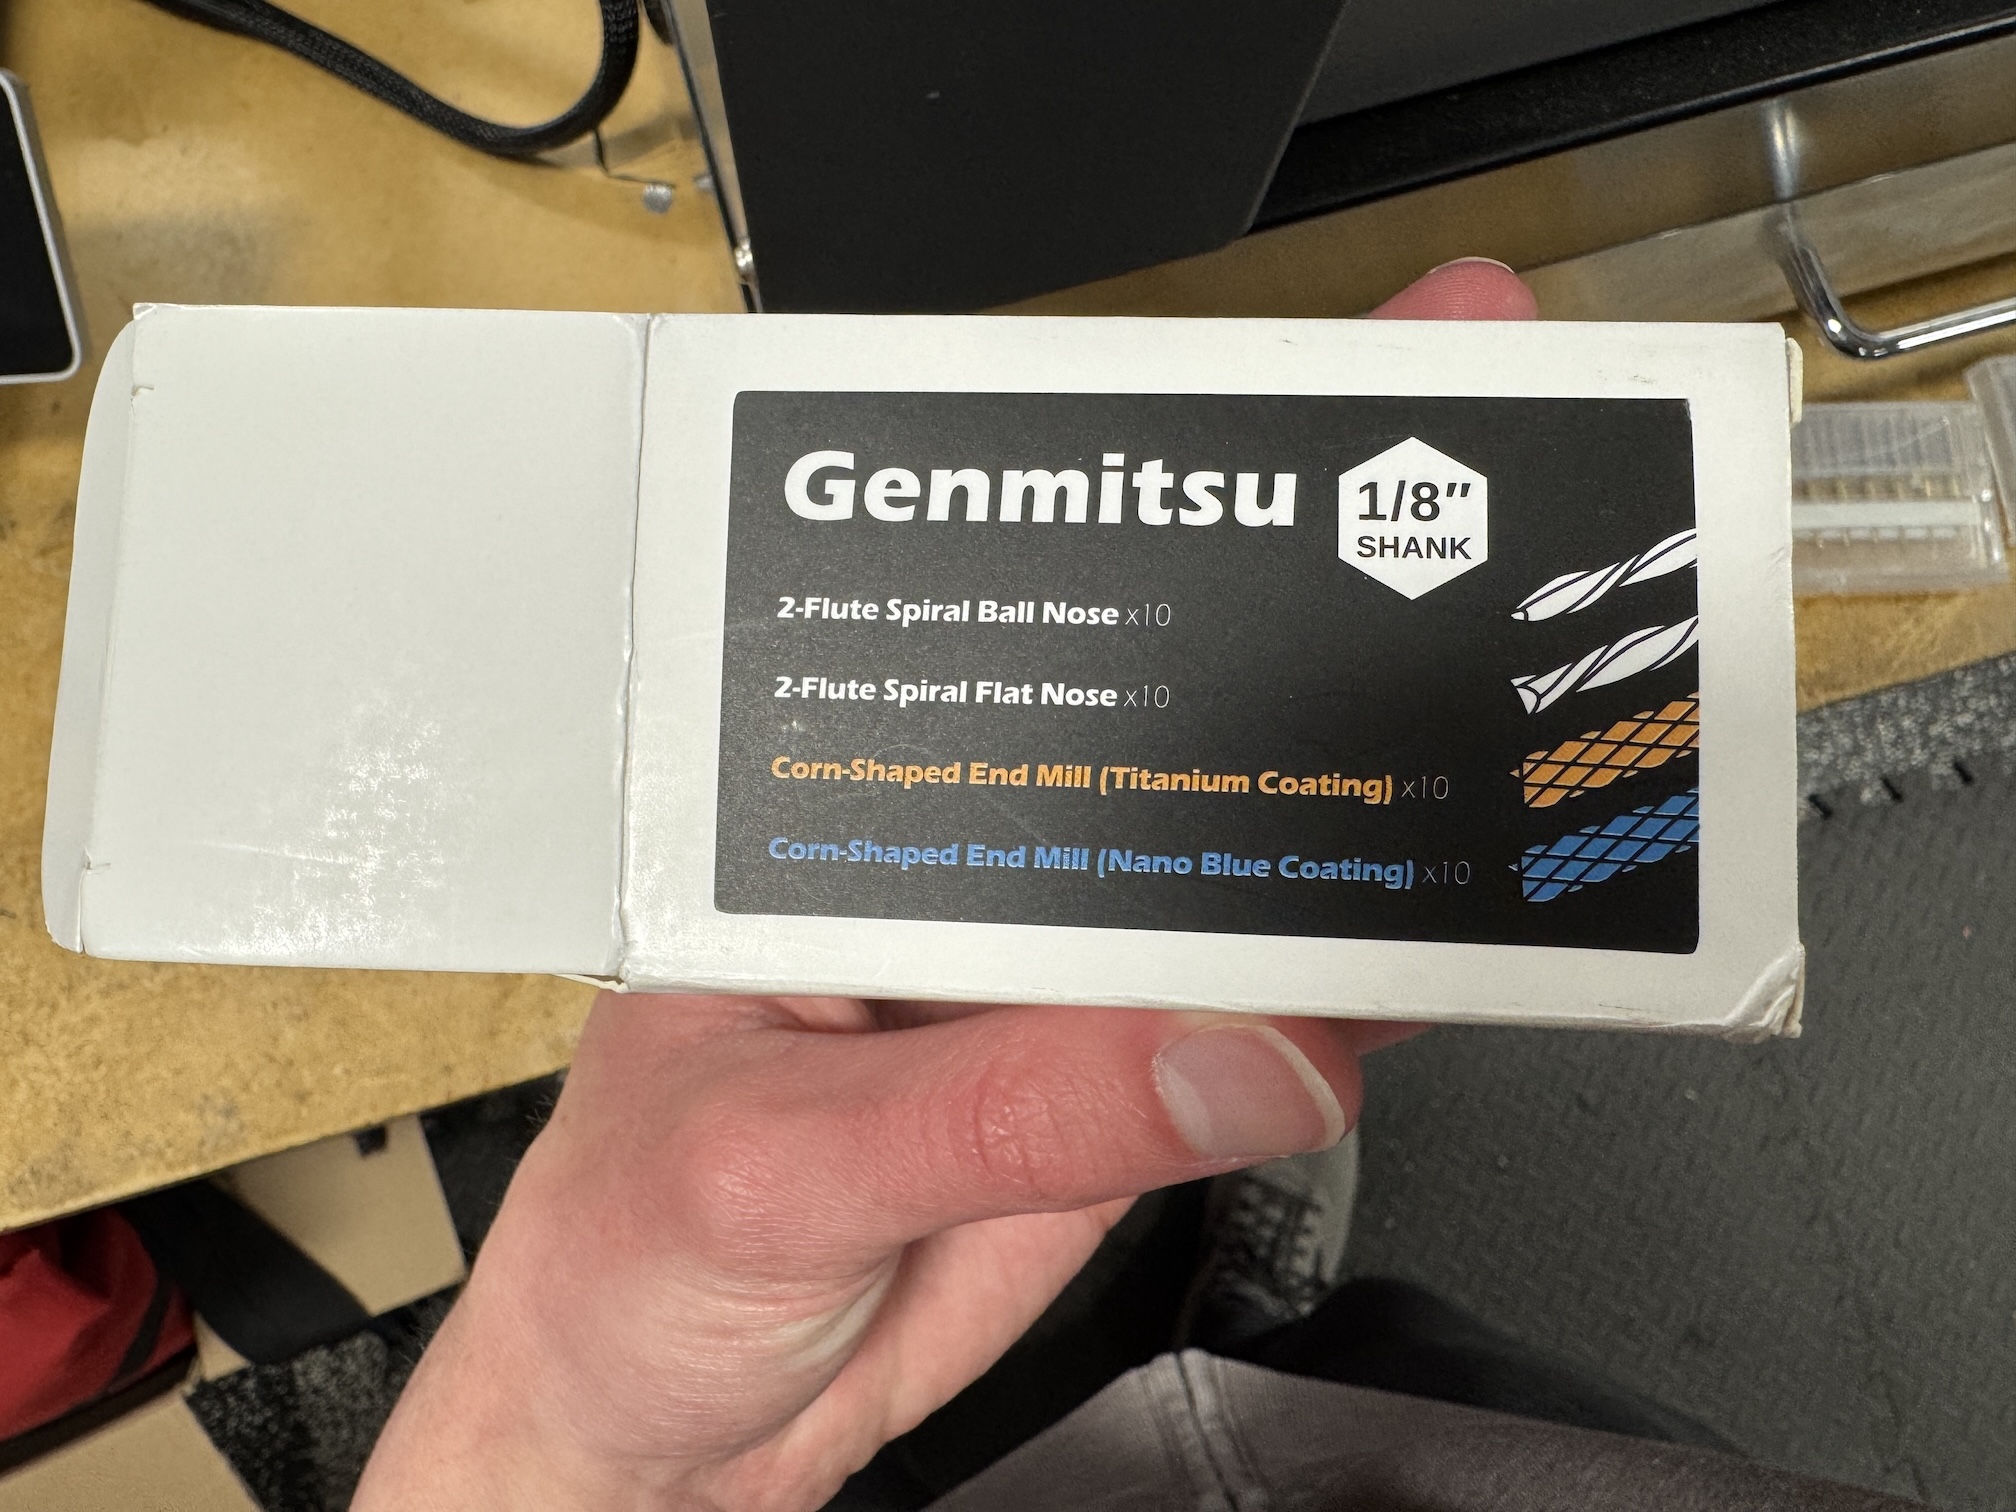 Genmitsu
1/8"
SHANK
2-Flute Spiral Ball Nose x10
2-Flute Spiral Flat Nose x10
Corn-Shaped End Mill (Titanium Coating) x10
Corn-Shaped End Mill (Nano Blue Coating) x10